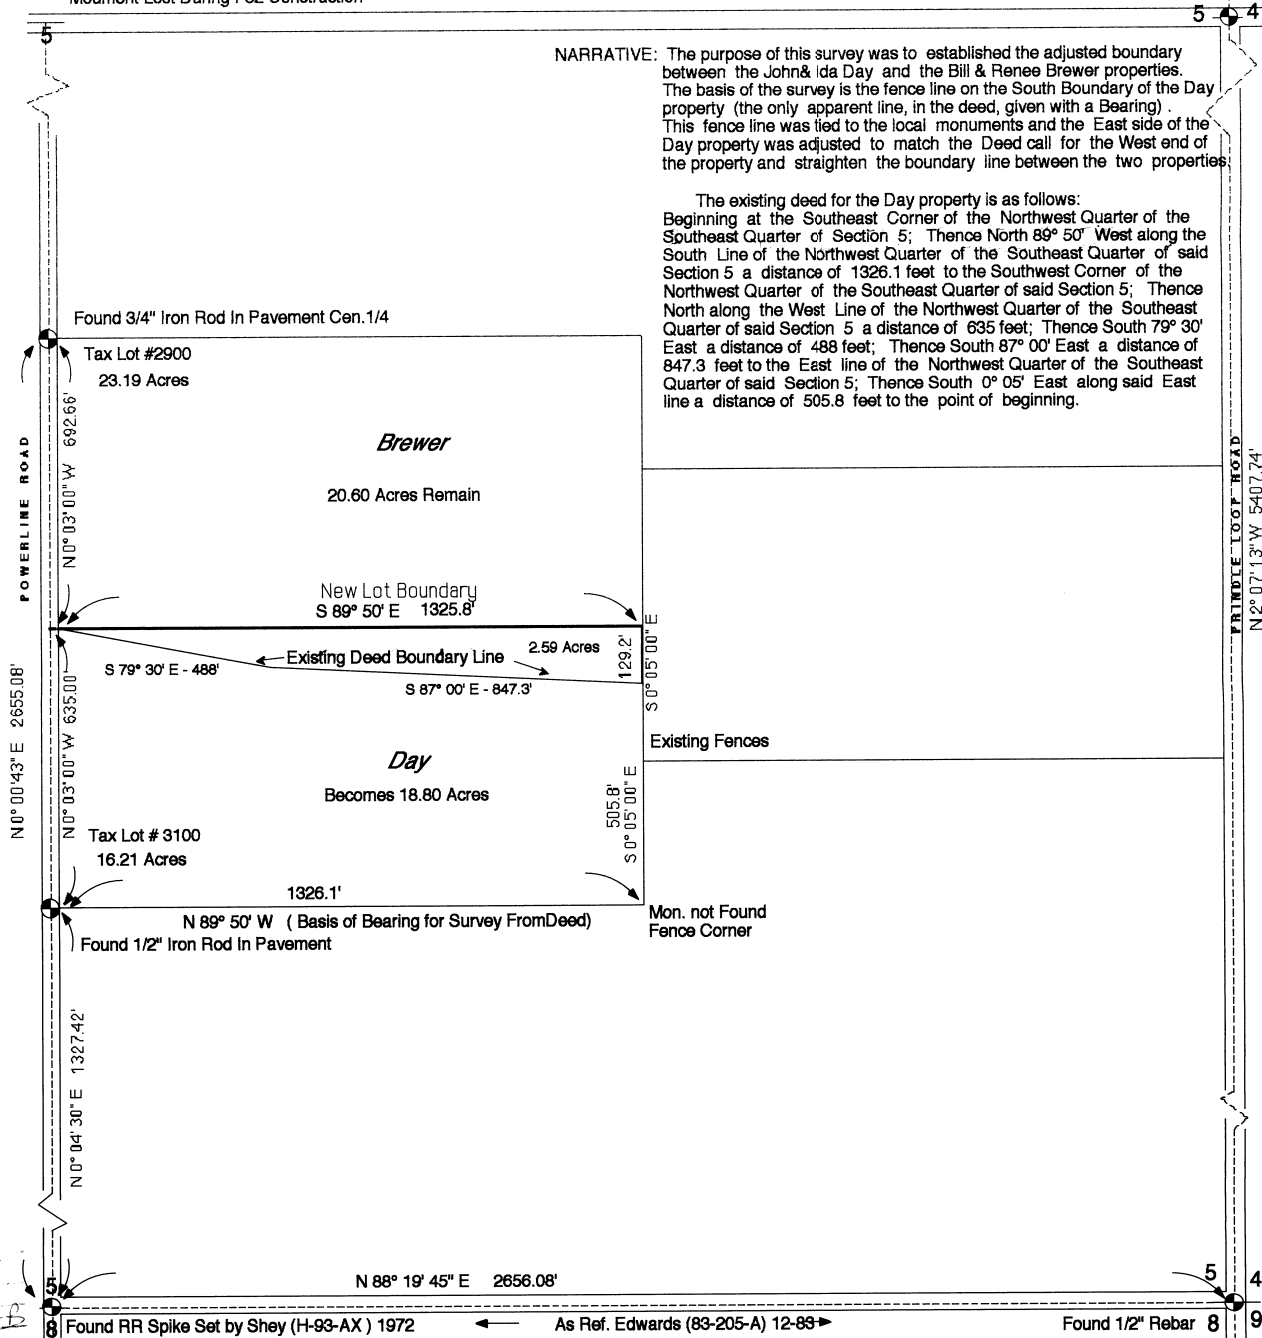 5
5
4
NARRATIVE: The purpose of this survey was to established the adjusted boundary
between the John& Ida Day and the Bill & Renee Brewer properties.
The basis of the survey is the fence line on the South Boundary of the Day
property (the only apparent line, in the deed, given with a Bearing) .
This fence line was tied to the local monuments and the East side of the
Day property was adjusted to match the Deed call for the West end of
the property and straighten the boundary line between the two properties.
The existing deed for the Day property is as follows:
Beginning at the Southeast Corner of the Northwest Quarter of the
Southeast Quarter of Section 5; Thence North 89° 50' West along the
South Line of the Northwest Quarter of the Southeast Quarter of said
Section 5 a distance of 1326.1 feet to the Southwest Corner of the
Northwest Quarter of the Southeast Quarter of said Section 5; Thence
North along the West Line of the Northwest Quarter of the Southeast
Quarter of said Section 5 a distance of 635 feet; Thence South 79° 30'
East a distance of 488 feet; Thence South 87° 00' East a distance of
847.3 feet to the East line of the Northwest Quarter of the Southeast
Quarter of said Section 5; Thence South 0° 05' East along said East
line a distance of 505.8 feet to the point of beginning.
Found 3/4" Iron Rod In Pavement Cen.1/4
Tax Lot #2900
23.19 Acres
N 0° 03' 00" W 692.66'
Brewer
20.60 Acres Remain
POWERLINE ROAD
PRINDLE LOOP ROAD
N 2° 07' 13" W 5407.74'
New Lot Boundary
S 89° 50' E 1325.8'
Existing Deed Boundary Line
2.59 Acres
129.2'
S 0° 05' 00" E
S 79° 30' E - 488'
S 87° 00' E - 847.3'
N 0° 00' 43" E 2655.08'
N 0° 03' 00" W 635.00
Existing Fences
Day
Becomes 18.80 Acres
505.8'
S 0° 05' 00" E
Tax Lot # 3100
16.21 Acres
1326.1'
N 89° 50' W ( Basis of Bearing for Survey FromDeed)
Mon. not Found
Fence Corner
Found 1/2" Iron Rod In Pavement
N 0° 04' 30" E 1327.42'
N 88° 19' 45" E 2656.08'
5
5
4
8
Found RR Spike Set by Shey (H-93-AX ) 1972
As Ref. Edwards (83-205-A) 12-83
Found 1/2" Rebar
8
9